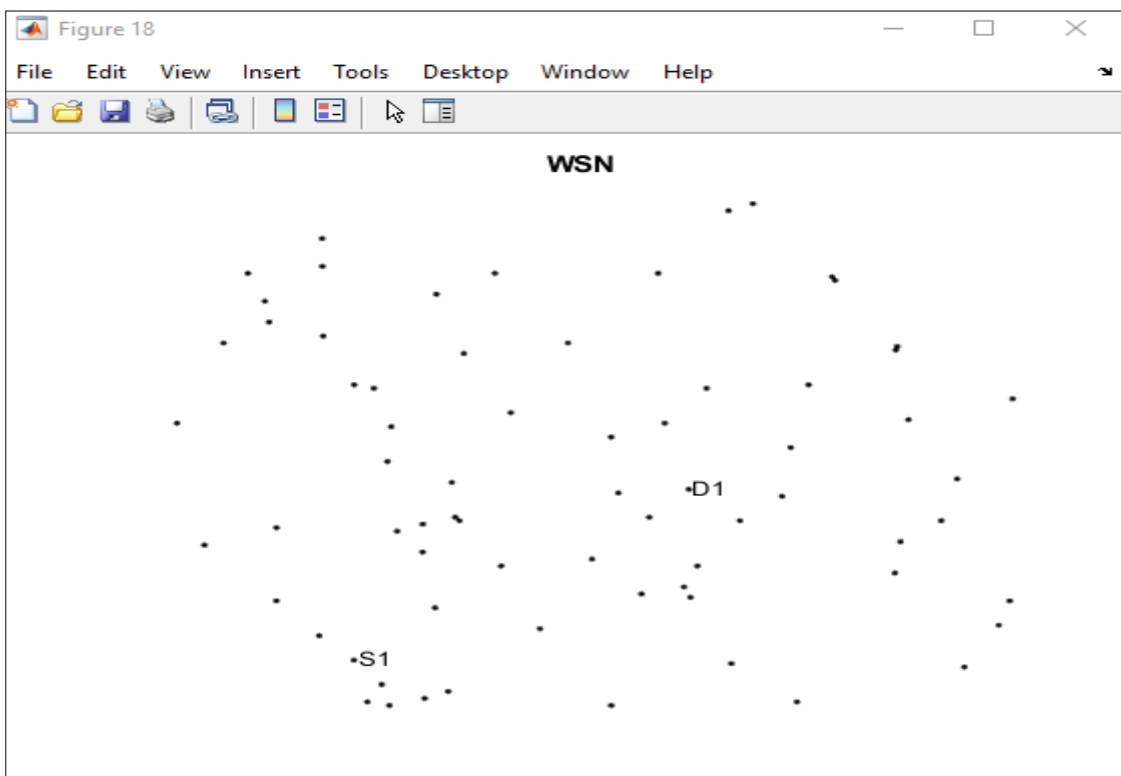 Figure 18
File Edit View Insert Tools Desktop Window Help
WSN
D1
S1